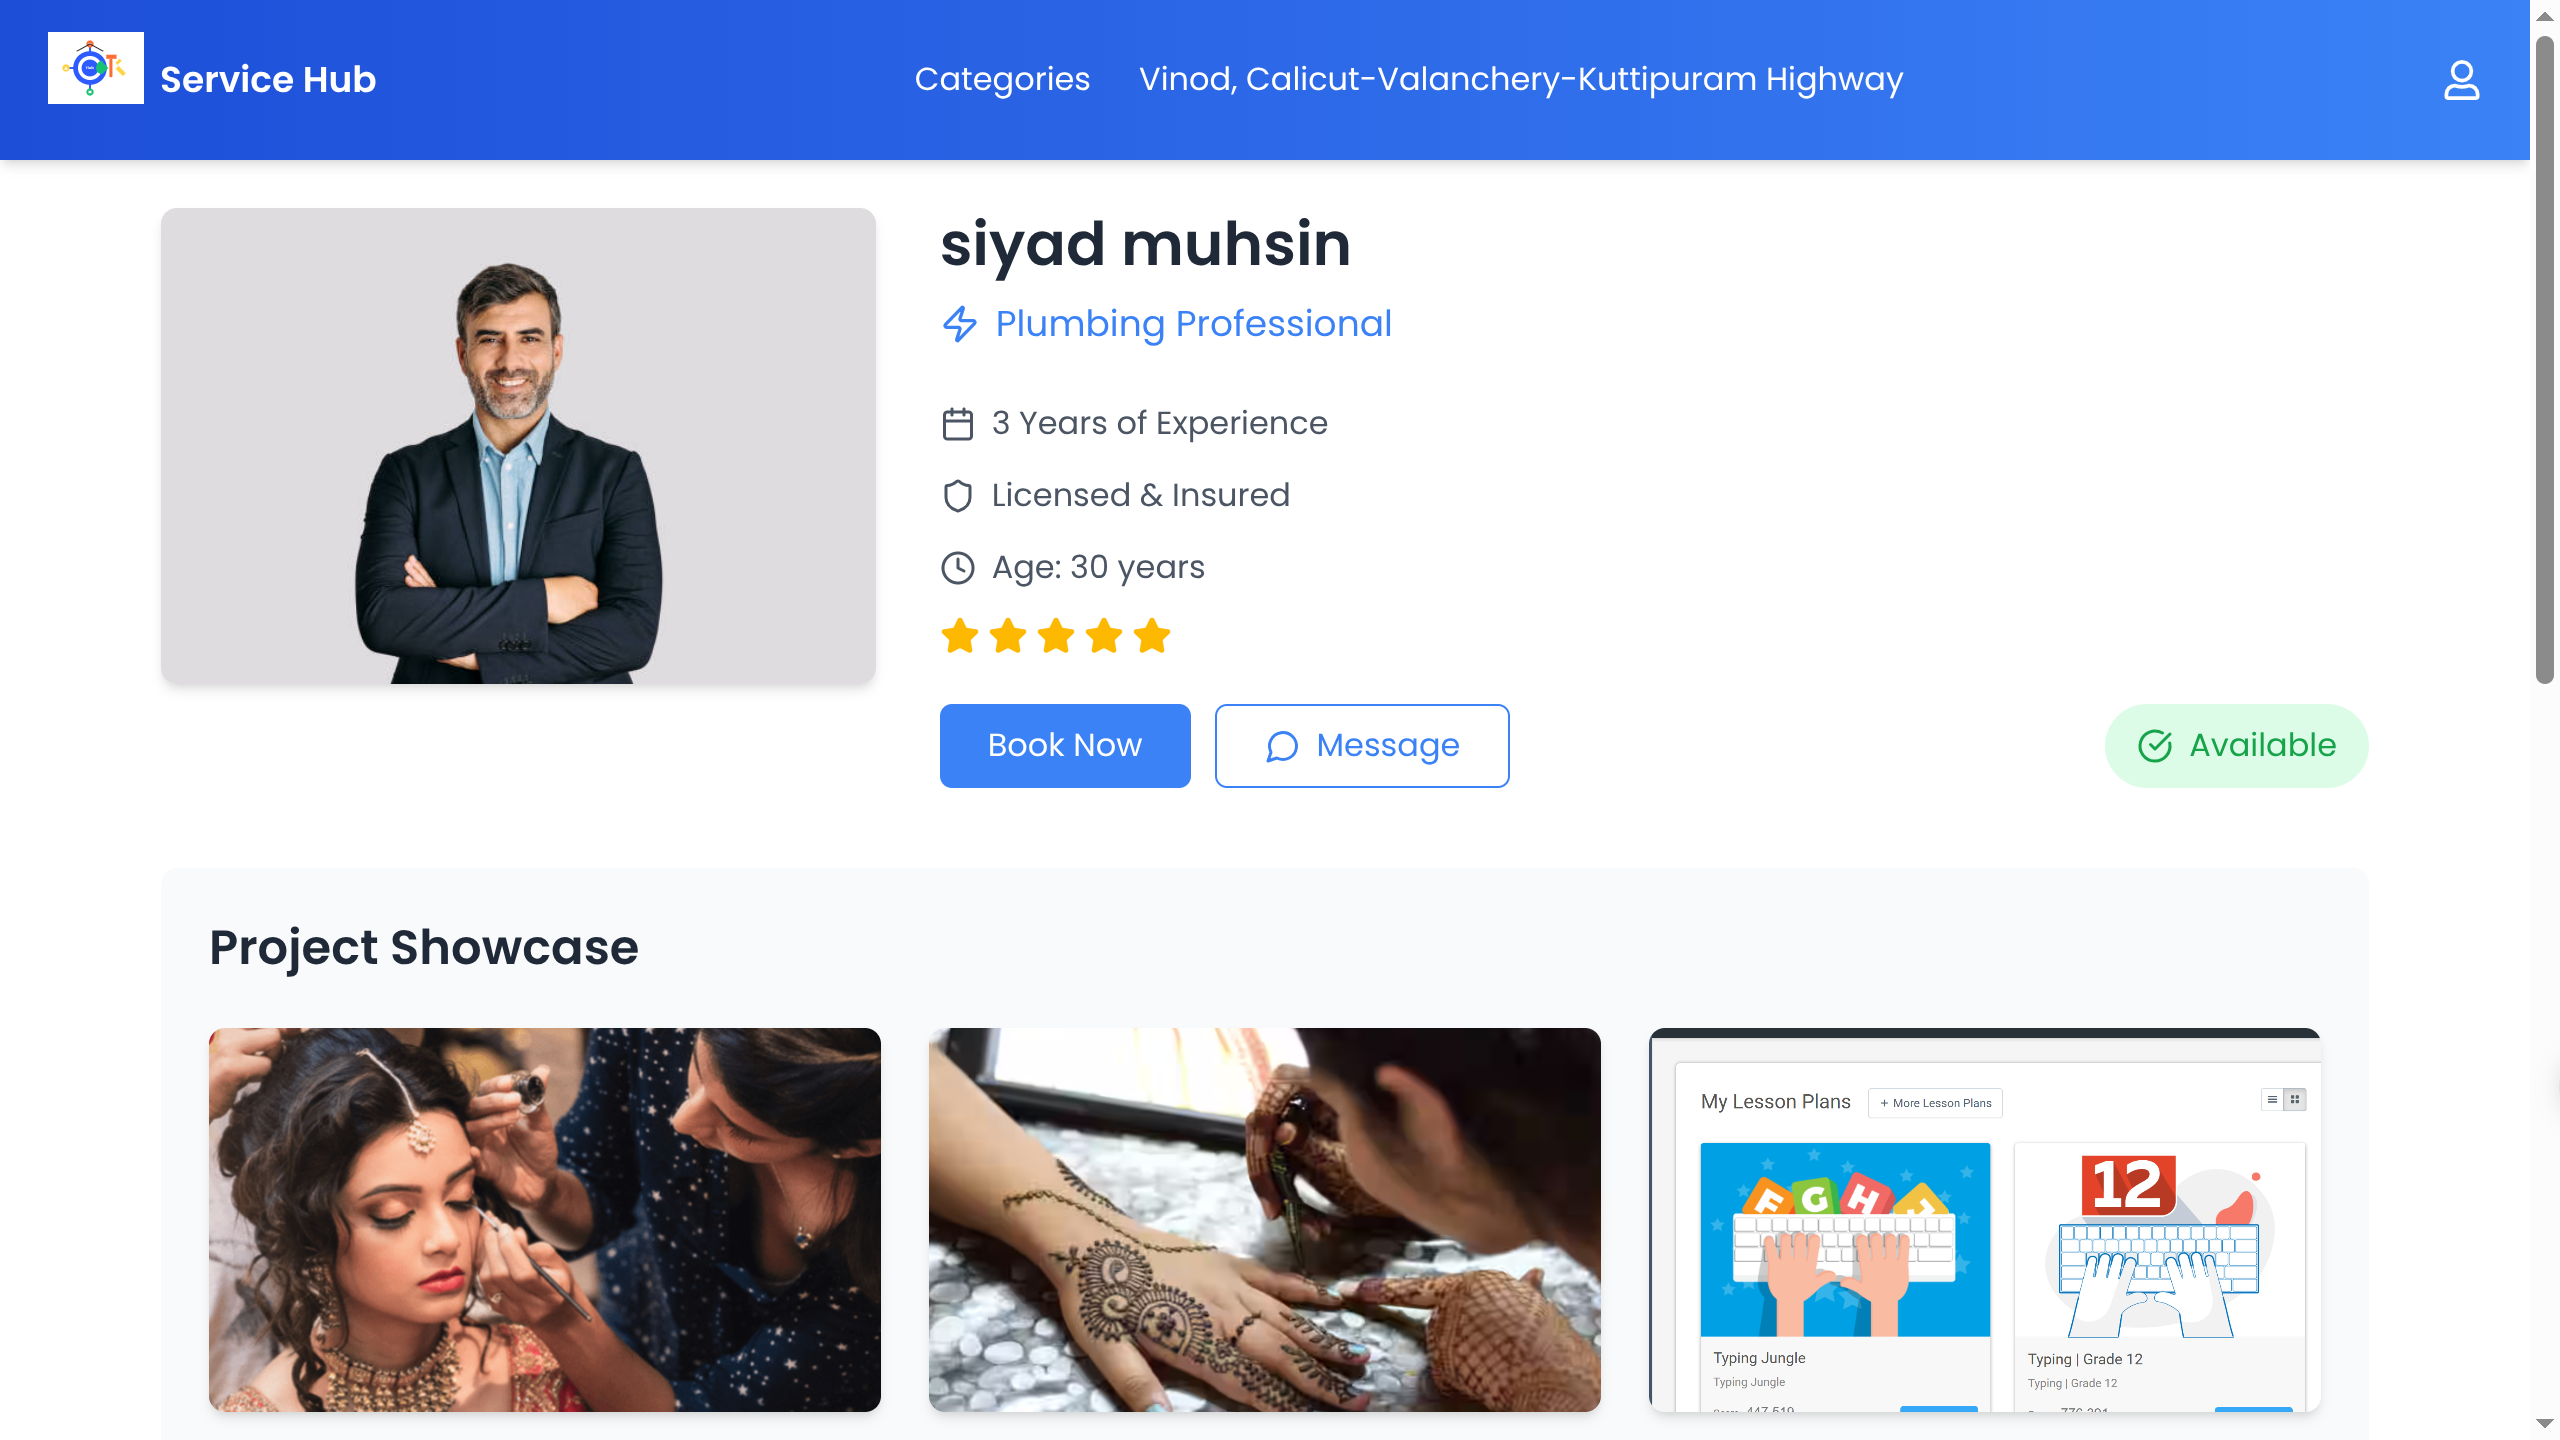 Service Hub
Categories
Vinod, Calicut-Valanchery-Kuttipuram Highway
siyad muhsin
Plumbing Professional
3 Years of Experience
Licensed & Insured
Age: 30 years
Book Now
Message
Available
Project Showcase
My Lesson Plans
+ More Lesson Plans
F G H
12
Typing Jungle
Typing Jungle
Typing | Grade 12
Typing | Grade 12